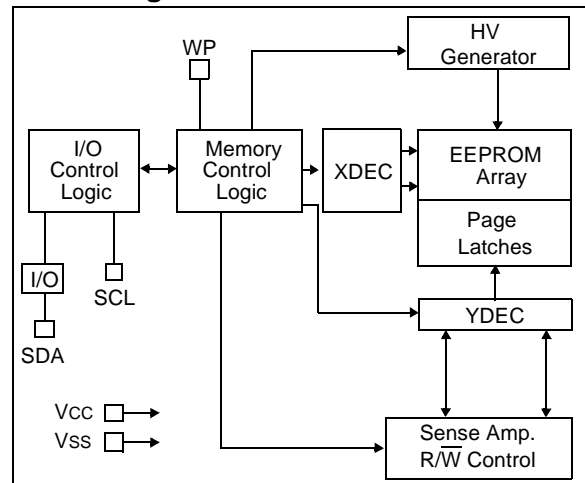 WP
HV
Generator
I/O
Control
Logic
Memory
Control
Logic
XDEC
EEPROM
Array
Page
Latches
I/O
SCL
SDA
YDEC
VCC
VSS
Sense Amp.
R/W̅ Control